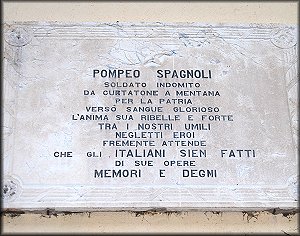 POMPEO SPAGNOLI
SOLDATO INDOMITO
DA CURTATONE A MENTANA
PER LA PATRIA
VERSO SANGUE GLORIOSO
L'ANIMA SUA RIBELLE E FORTE
TRA I NOSTRI UMILI
NEGLETTI EROI
FREMENTE ATTENDE
CHE GLI ITALIANI SIEN FATTI
DI SUE OPERE
MEMORI E DEGNI